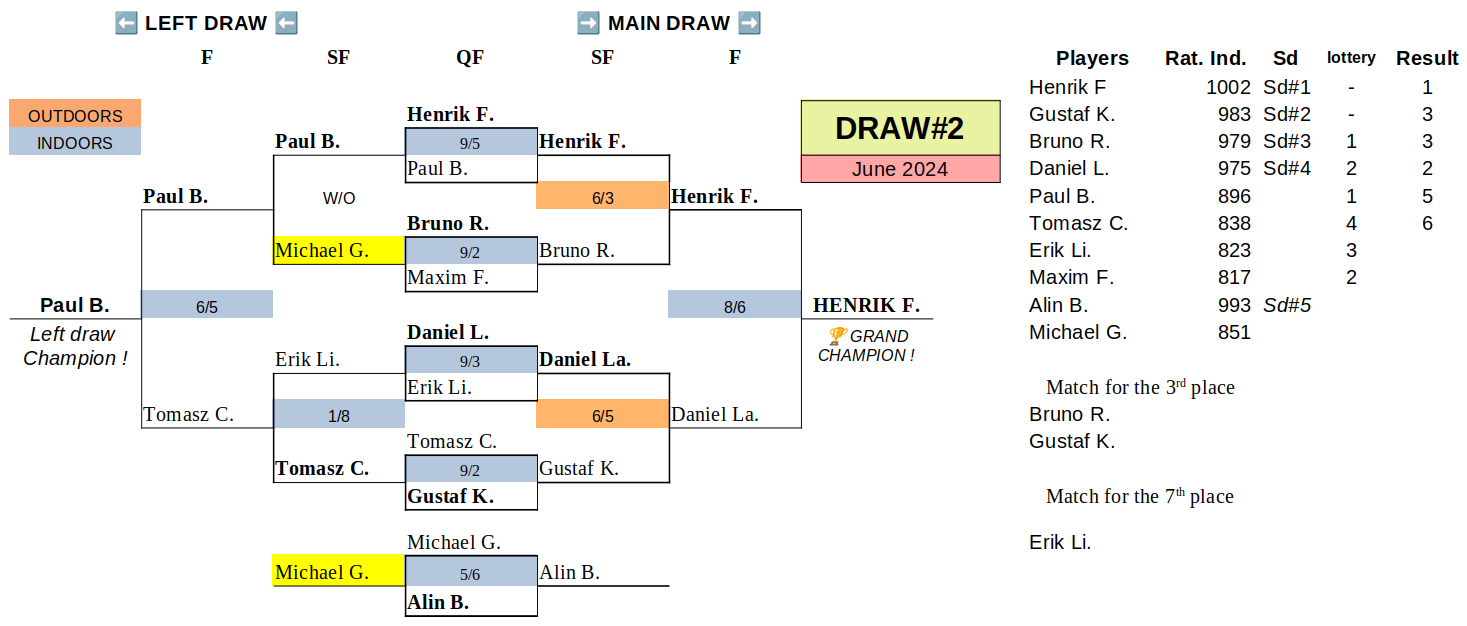 ⬅️ LEFT DRAW ⬅️ ➡️ MAIN DRAW ➡️
F SF QF SF F
Players Rat. Ind. Sd lottery Result
Henrik F 1002 Sd#1 - 1
Gustaf K. 983 Sd#2 - 3
Bruno R. 979 Sd#3 1 3
Daniel L. 975 Sd#4 2 2
Paul B. 896 1 5
Tomasz C. 838 4 6
Erik Li. 823 3
Maxim F. 817 2
Alin B. 993 Sd#5
Michael G. 851
Match for the 3rd place
Bruno R.
Gustaf K.
Match for the 7th place
Erik Li.
OUTDOORS
INDOORS
DRAW#2
June 2024
Henrik F.
Paul B. 9/5 Henrik F.
Paul B.
Paul B. W/O 6/3 Henrik F.
Bruno R.
Michael G. 9/2 Bruno R.
Maxim F.
Paul B. 6/5 8/6 HENRIK F.
Left draw
Champion !
🏆 GRAND
CHAMPION !
Daniel L.
Erik Li. 9/3 Daniel La.
Erik Li.
Tomasz C. 1/8 6/5 Daniel La.
Tomasz C.
Tomasz C. 9/2 Gustaf K.
Gustaf K.
Michael G.
Michael G. 5/6 Alin B.
Alin B.